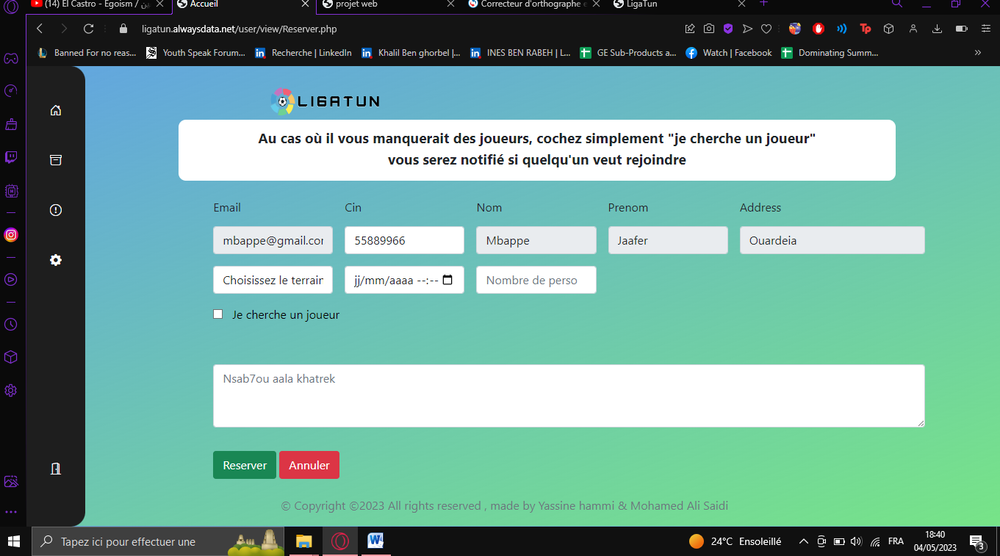 (14) El Castro - Egoism /
Accueil
projet web
Correcteur d'orthographe e
LigaTun
ligatun.alwaysdata.net/user/view/Reserver.php
Banned For no reas...
Youth Speak Forum...
Recherche | LinkedIn
Khalil Ben ghorbel |...
INES BEN RABEH | L...
GE Sub-Products a...
Watch | Facebook
Dominating Summ...
LIGATUN
Au cas où il vous manquerait des joueurs, cochez simplement "je cherche un joueur"
vous serez notifié si quelqu'un veut rejoindre
Email Cin Nom Prenom Address
mbappe@gmail.cor 55889966 Mbappe Jaafer Ouardeia
Choisissez le terrain jj/mm/aaaa --:-- Nombre de perso
Je cherche un joueur
Nsab7ou aala khatrek
Reserver Annuler
© Copyright ©2023 All rights reserved , made by Yassine hammi & Mohamed Ali Saidi
Tapez ici pour effectuer une
24°C Ensoleillé
FRA
18:40
04/05/2023
3